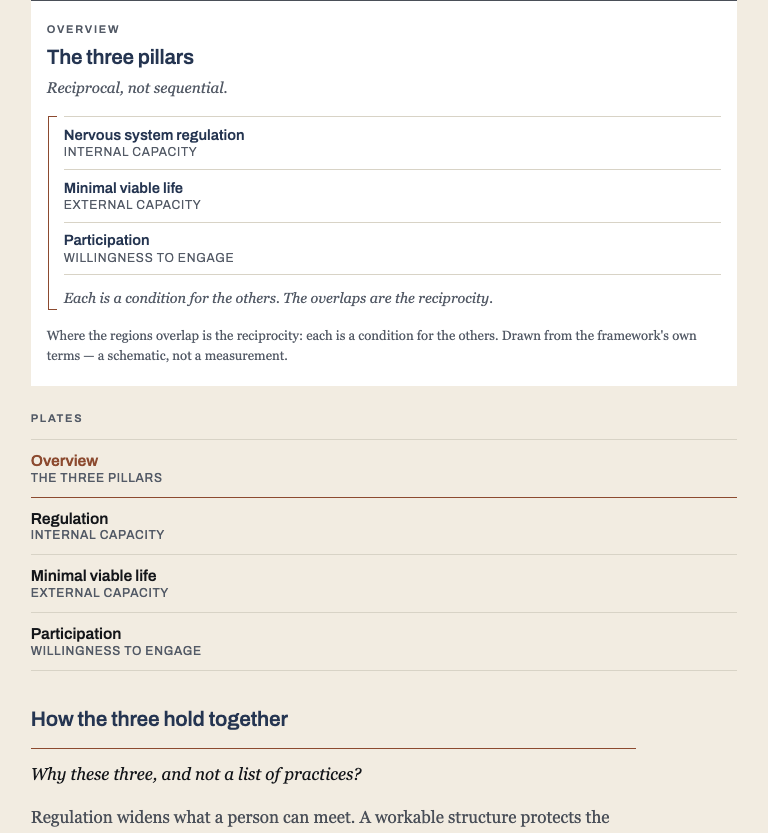 OVERVIEW
The three pillars
Reciprocal, not sequential.
Nervous system regulation
INTERNAL CAPACITY
Minimal viable life
EXTERNAL CAPACITY
Participation
WILLINGNESS TO ENGAGE
Each is a condition for the others. The overlaps are the reciprocity.
Where the regions overlap is the reciprocity: each is a condition for the others. Drawn from the framework's own
terms — a schematic, not a measurement.
PLATES
Overview
THE THREE PILLARS
Regulation
INTERNAL CAPACITY
Minimal viable life
EXTERNAL CAPACITY
Participation
WILLINGNESS TO ENGAGE
How the three hold together
Why these three, and not a list of practices?
Regulation widens what a person can meet. A workable structure protects the